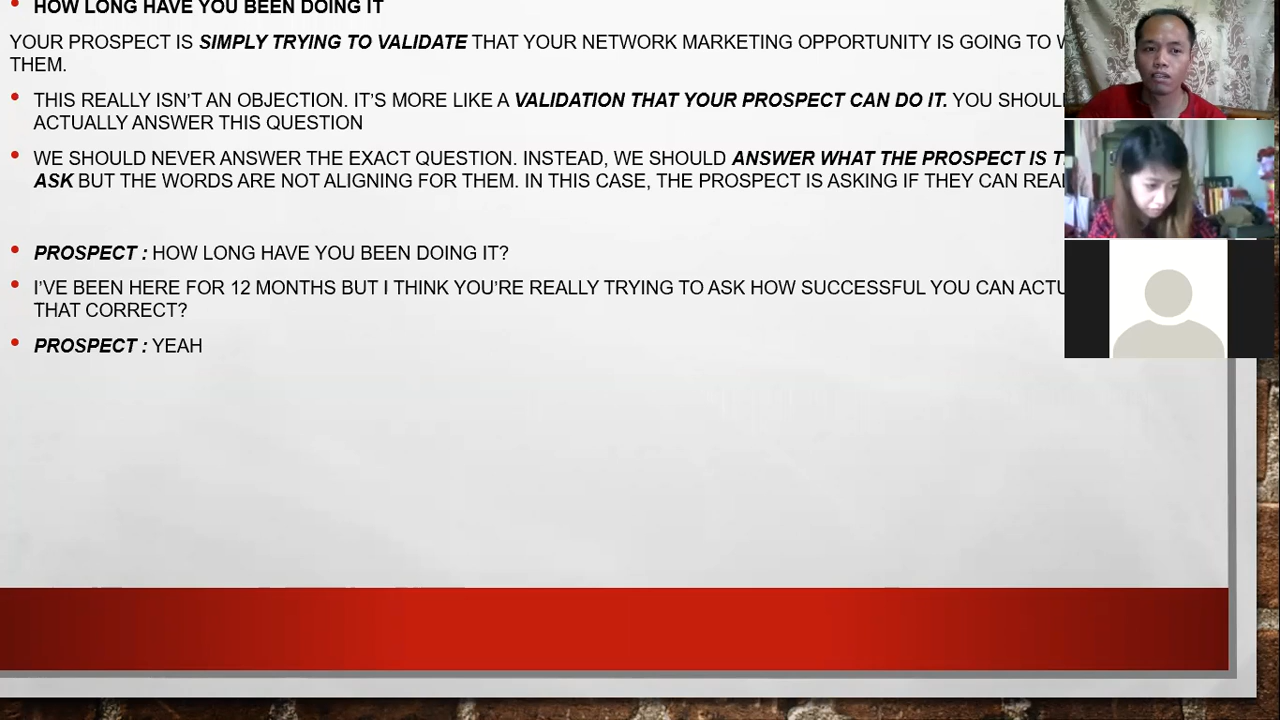 HOW LONG HAVE YOU BEEN DOING IT
YOUR PROSPECT IS SIMPLY TRYING TO VALIDATE THAT YOUR NETWORK MARKETING OPPORTUNITY IS GOING TO
THEM.
• THIS REALLY ISN'T AN OBJECTION. IT'S MORE LIKE A VALIDATION THAT YOUR PROSPECT CAN DO IT. YOU
ACTUALLY ANSWER THIS QUESTION
• WE SHOULD NEVER ANSWER THE EXACT QUESTION. INSTEAD, WE SHOULD ANSWER WHAT THE PROSPECT IS
ASK BUT THE WORDS ARE NOT ALIGNING FOR THEM. IN THIS CASE, THE PROSPECT IS ASKING IF THEY CAN
• PROSPECT : HOW LONG HAVE YOU BEEN DOING IT?
• I'VE BEEN HERE FOR 12 MONTHS BUT I THINK YOU'RE REALLY TRYING TO ASK HOW SUCCESSFUL YOU CAN
THAT CORRECT?
• PROSPECT : YEAH